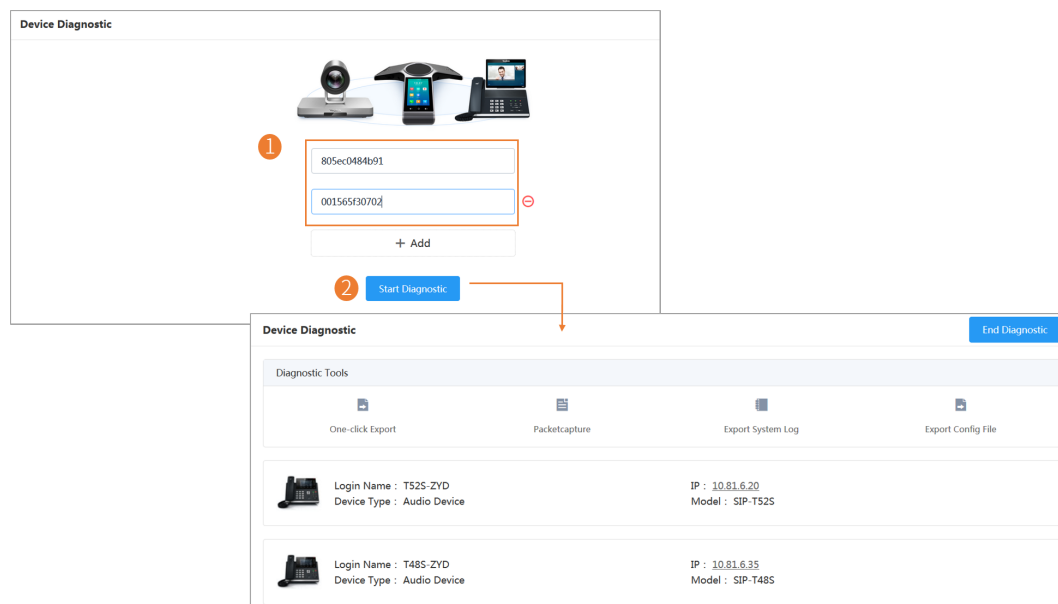 Device Diagnostic
1
805ec0484b91
001565f30702
+ Add
2 Start Diagnostic
Device Diagnostic End Diagnostic
Diagnostic Tools
One-click Export Packetcapture Export System Log Export Config File
Login Name : T52S-ZYD IP : 10.81.6.20
Device Type : Audio Device Model : SIP-T52S
Login Name : T48S-ZYD IP : 10.81.6.35
Device Type : Audio Device Model : SIP-T48S